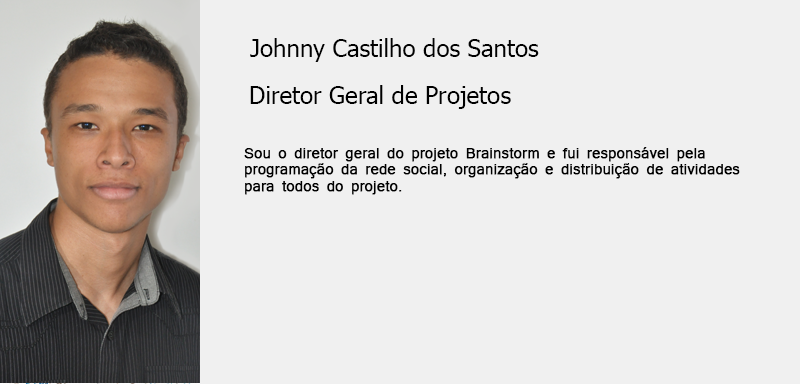 Johnny Castilho dos Santos
Diretor Geral de Projetos
Sou o diretor geral do projeto Brainstorm e fui responsável pela
programação da rede social, organização e distribuição de atividades
para todos do projeto.